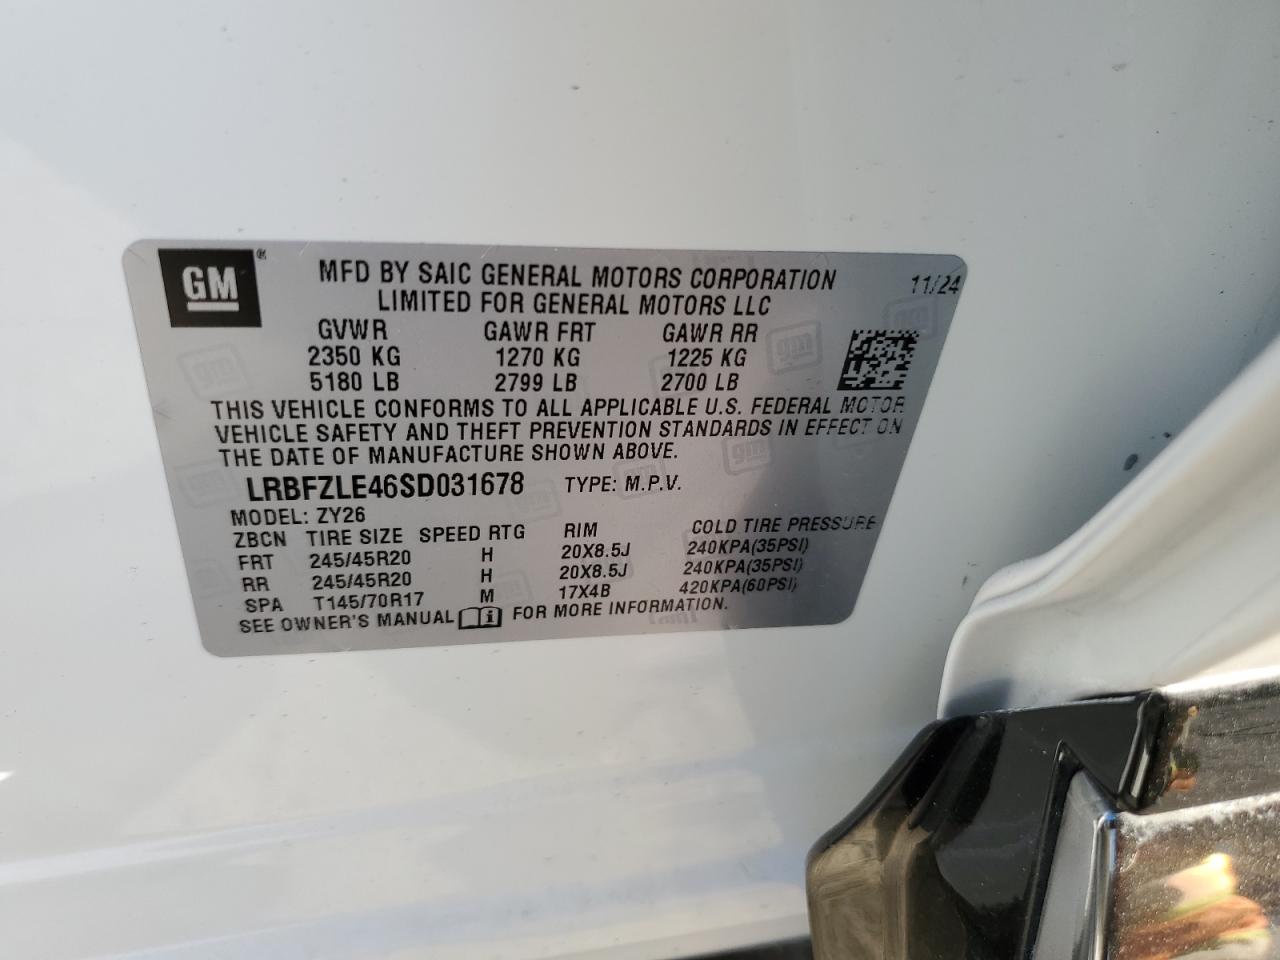 GM ®
MFD BY SAIC GENERAL MOTORS CORPORATION 11/24
LIMITED FOR GENERAL MOTORS LLC
GVWR GAWR FRT GAWR RR
2350 KG 1270 KG 1225 KG
5180 LB 2799 LB 2700 LB
THIS VEHICLE CONFORMS TO ALL APPLICABLE U.S. FEDERAL MOTOR
VEHICLE SAFETY AND THEFT PREVENTION STANDARDS IN EFFECT ON
THE DATE OF MANUFACTURE SHOWN ABOVE.
LRBFZLE46SD031678 TYPE: M.P.V.
MODEL: ZY26
ZBCN TIRE SIZE SPEED RTG RIM COLD TIRE PRESSURE
FRT 245/45R20 H 20X8.5J 240KPA(35PSI)
RR 245/45R20 H 20X8.5J 240KPA(35PSI)
SPA T145/70R17 M 17X4B 420KPA(60PSI)
SEE OWNER'S MANUAL i FOR MORE INFORMATION.